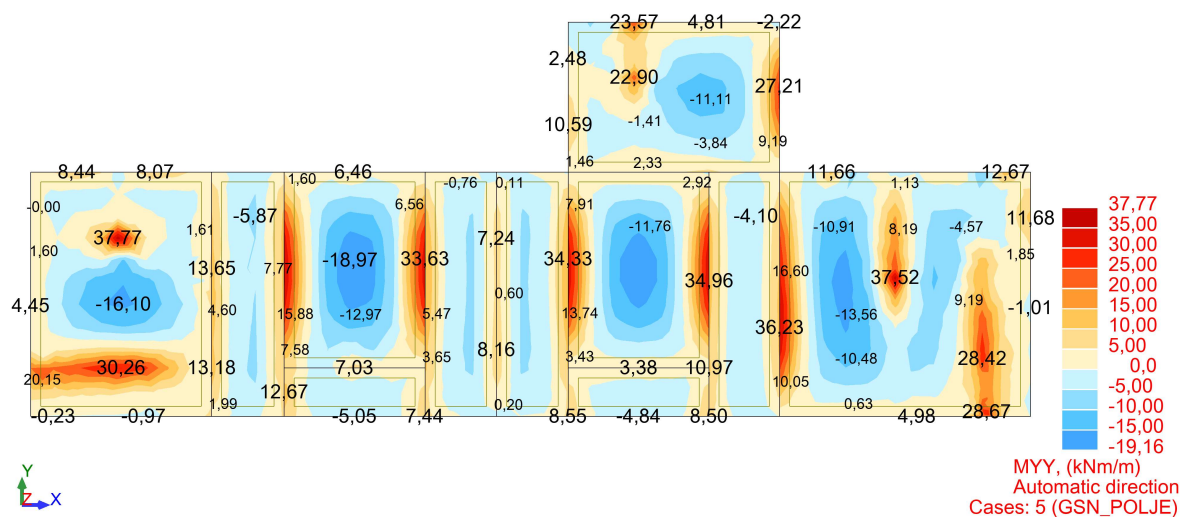 23,57 4,81 -2,22
2,48
22,90 27,21
-11,11
-1,41
10,59
-3,84 9,19
1,46 2,33
8,44 8,07 6,46 11,66 12,67
1,60 -0,76 0,11 2,92 1,13
-0,00 -5,87 6,56 7,91 -4,10 11,68
-10,91 8,19 -4,57
37,77 1,61 7,24 -11,76
1,60 1,85
13,65 7,77 -18,97 33,63 34,33 16,60
34,96 37,52
4,45 -16,10 0,60 9,19 -1,01
4,60 15,88 -12,97 5,47 13,74 -13,56
36,23
7,58 3,65 8,16 3,43 -10,48 28,42
30,26 13,18 7,03 3,38 10,97
20,15 10,05
12,67
1,99 0,20 0,63
-0,23 -0,97 -5,05 7,44 8,55 -4,84 8,50 4,98 28,67
37,77
35,00
30,00
25,00
20,00
15,00
10,00
5,00
0,0
-5,00
-10,00
-15,00
-19,16
MYY, (kNm/m)
Automatic direction
Cases: 5 (GSN_POLJE)
Y
Z X